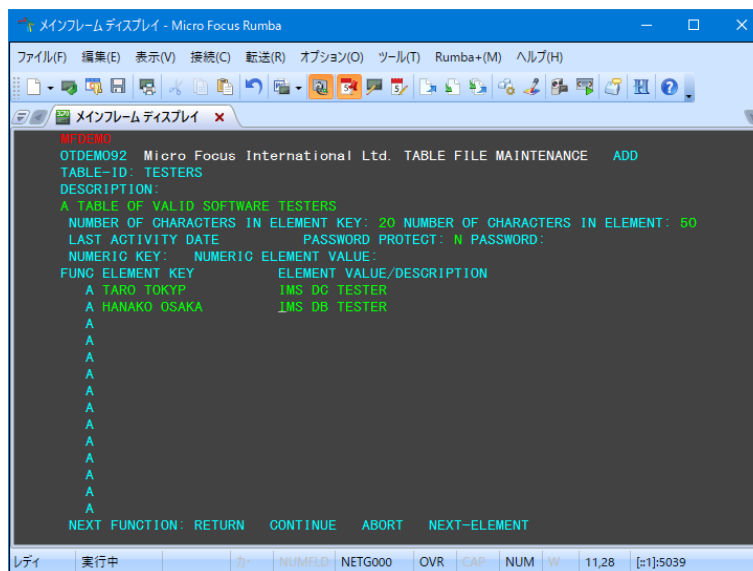 メインフレーム ディスプレイ - Micro Focus Rumba
ファイル(F) 編集(E) 表示(V) 接続(C) 転送(R) オプション(O) ツール(T) Rumba+(M) ヘルプ(H)
メインフレーム ディスプレイ
MFDEMO
OTDEMO92 Micro Focus International Ltd. TABLE FILE MAINTENANCE ADD
TABLE-ID: TESTERS
DESCRIPTION:
A TABLE OF VALID SOFTWARE TESTERS
NUMBER OF CHARACTERS IN ELEMENT KEY: 20 NUMBER OF CHARACTERS IN ELEMENT: 50
LAST ACTIVITY DATE PASSWORD PROTECT: N PASSWORD:
NUMERIC KEY: NUMERIC ELEMENT VALUE:
FUNC ELEMENT KEY ELEMENT VALUE/DESCRIPTION
A TARO TOKYP IMS DC TESTER
A HANAKO OSAKA IMS DB TESTER
A
A
A
A
A
A
A
A
A
A
A
A
NEXT FUNCTION: RETURN CONTINUE ABORT NEXT-ELEMENT
レディ 実行中 カー NUMFLD NETG000 OVR CAP NUM W 11,28 [::1]:5039